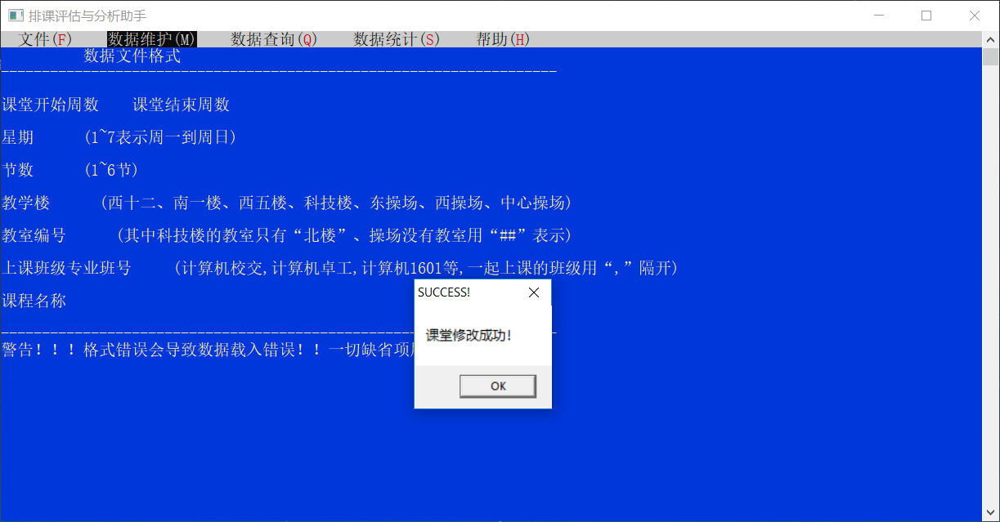 排课评估与分析助手
文件(F) 数据维护(M) 数据查询(Q) 数据统计(S) 帮助(H)
数据文件格式
课堂开始周数 课堂结束周数
星期 (1~7表示周一到周日)
节数 (1~6节)
教学楼 (西十二、南一楼、西五楼、科技楼、东操场、西操场、中心操场)
教室编号 (其中科技楼的教室只有“北楼”、操场没有教室用“##”表示)
上课班级专业班号 (计算机校交,计算机卓工,计算机1601等,一起上课的班级用“,”隔开)
课程名称
警告！！！格式错误会导致数据载入错误！！一切缺省项
SUCCESS!
课堂修改成功!
OK